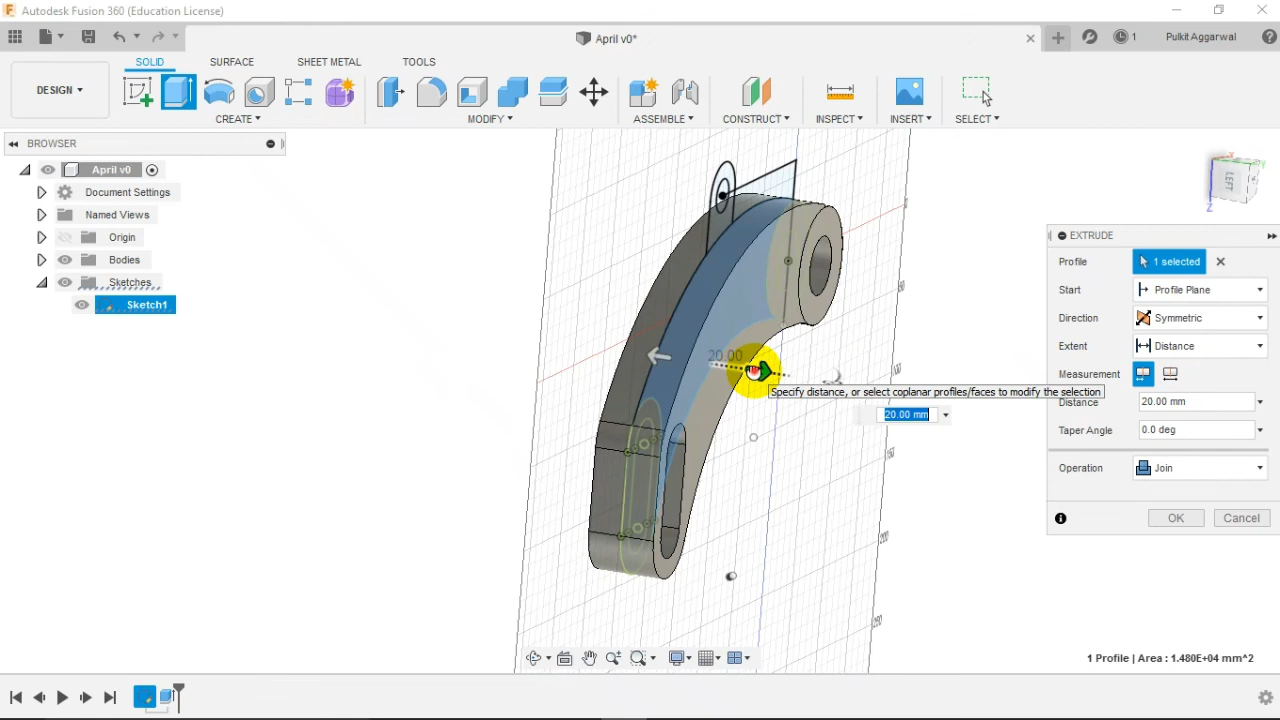 Autodesk Fusion 360 (Education License)
April v0*
1
Pulkit Aggarwal
DESIGN
SOLID
SURFACE
SHEET METAL
TOOLS
CREATE
MODIFY
ASSEMBLE
CONSTRUCT
INSPECT
INSERT
SELECT
BROWSER
April v0
Document Settings
Named Views
Origin
Bodies
Sketches
Sketch1
LEFT
Z
EXTRUDE
Profile
1 selected
Start
Profile Plane
Direction
Symmetric
Extent
Distance
Measurement
Distance
20.00 mm
Taper Angle
0.0 deg
Operation
Join
OK
Cancel
20.00
Specify distance, or select coplanar profiles/faces to modify the selection
20.00 mm
1 Profile | Area : 1.480E+04 mm^2